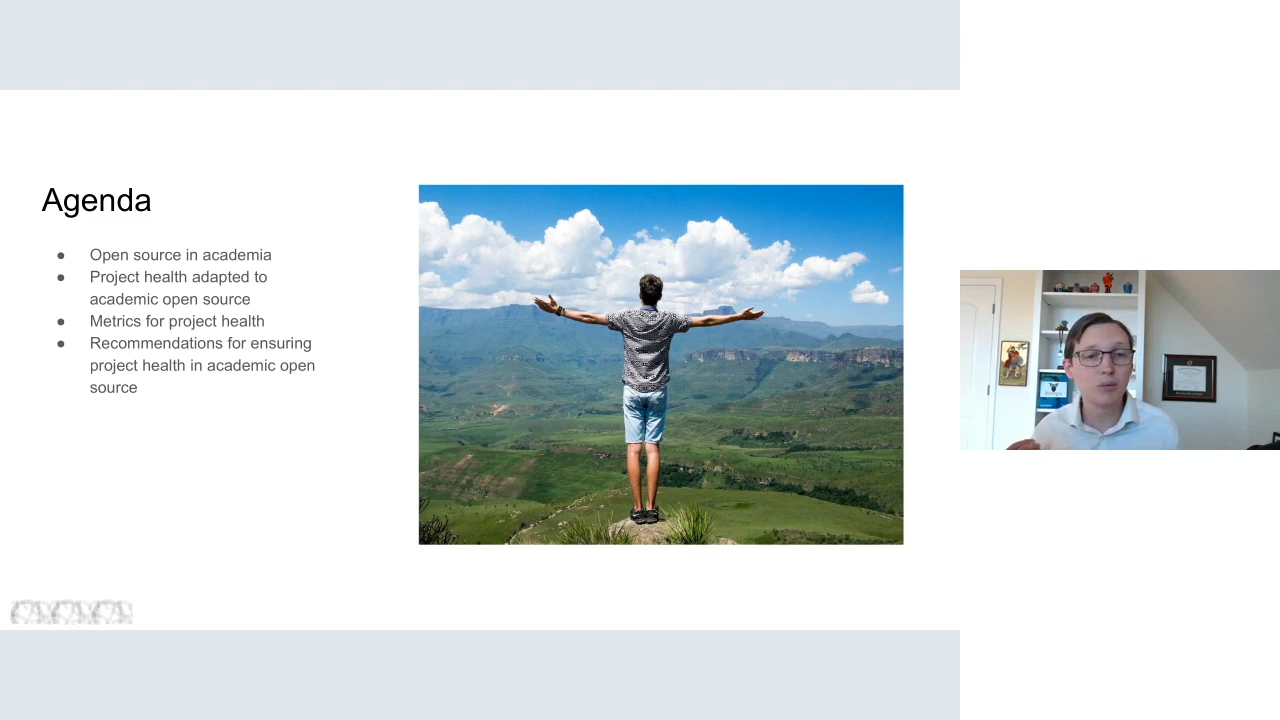 Agenda
● Open source in academia
● Project health adapted to
academic open source
● Metrics for project health
● Recommendations for ensuring
project health in academic open
source